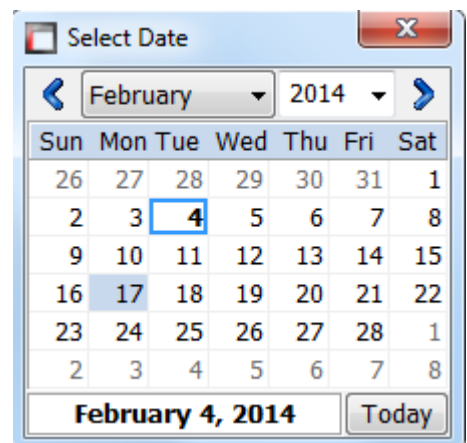 Select Date
February 2014
Sun Mon Tue Wed Thu Fri Sat
26 27 28 29 30 31 1
2 3 4 5 6 7 8
9 10 11 12 13 14 15
16 17 18 19 20 21 22
23 24 25 26 27 28 1
2 3 4 5 6 7 8
February 4, 2014 Today